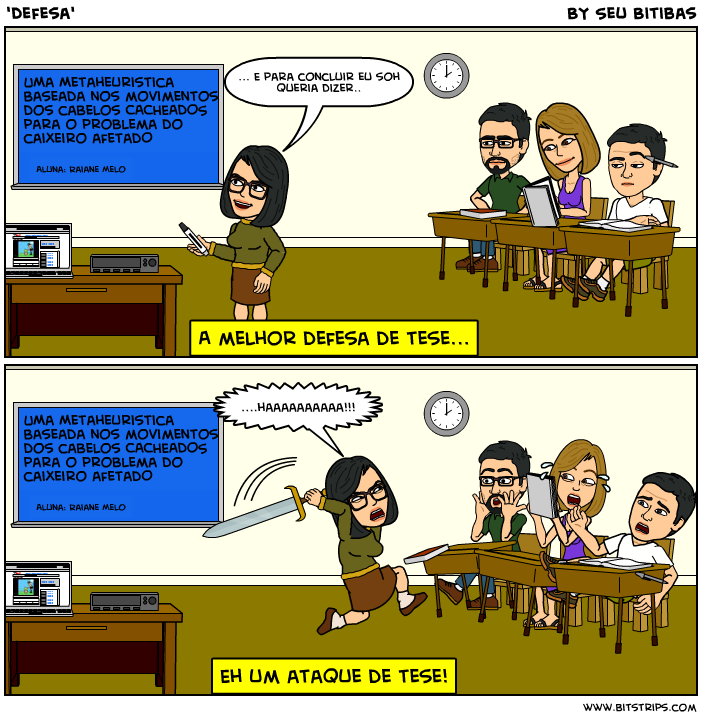 'DEFESA'
BY SEU BITIBAS
UMA METAHEURISTICA
BASEADA NOS MOVIMENTOS
DOS CABELOS CACHEADOS
PARA O PROBLEMA DO
CAIXEIRO AFETADO
ALUNA: RAIANE MELO
... E PARA CONCLUIR EU SOH
QUERIA DIZER..
A MELHOR DEFESA DE TESE...
UMA METAHEURISTICA
BASEADA NOS MOVIMENTOS
DOS CABELOS CACHEADOS
PARA O PROBLEMA DO
CAIXEIRO AFETADO
ALUNA: RAIANE MELO
....HAAAAAAAAAA!!!
EH UM ATAQUE DE TESE!
WWW.BITSTRIPS.COM